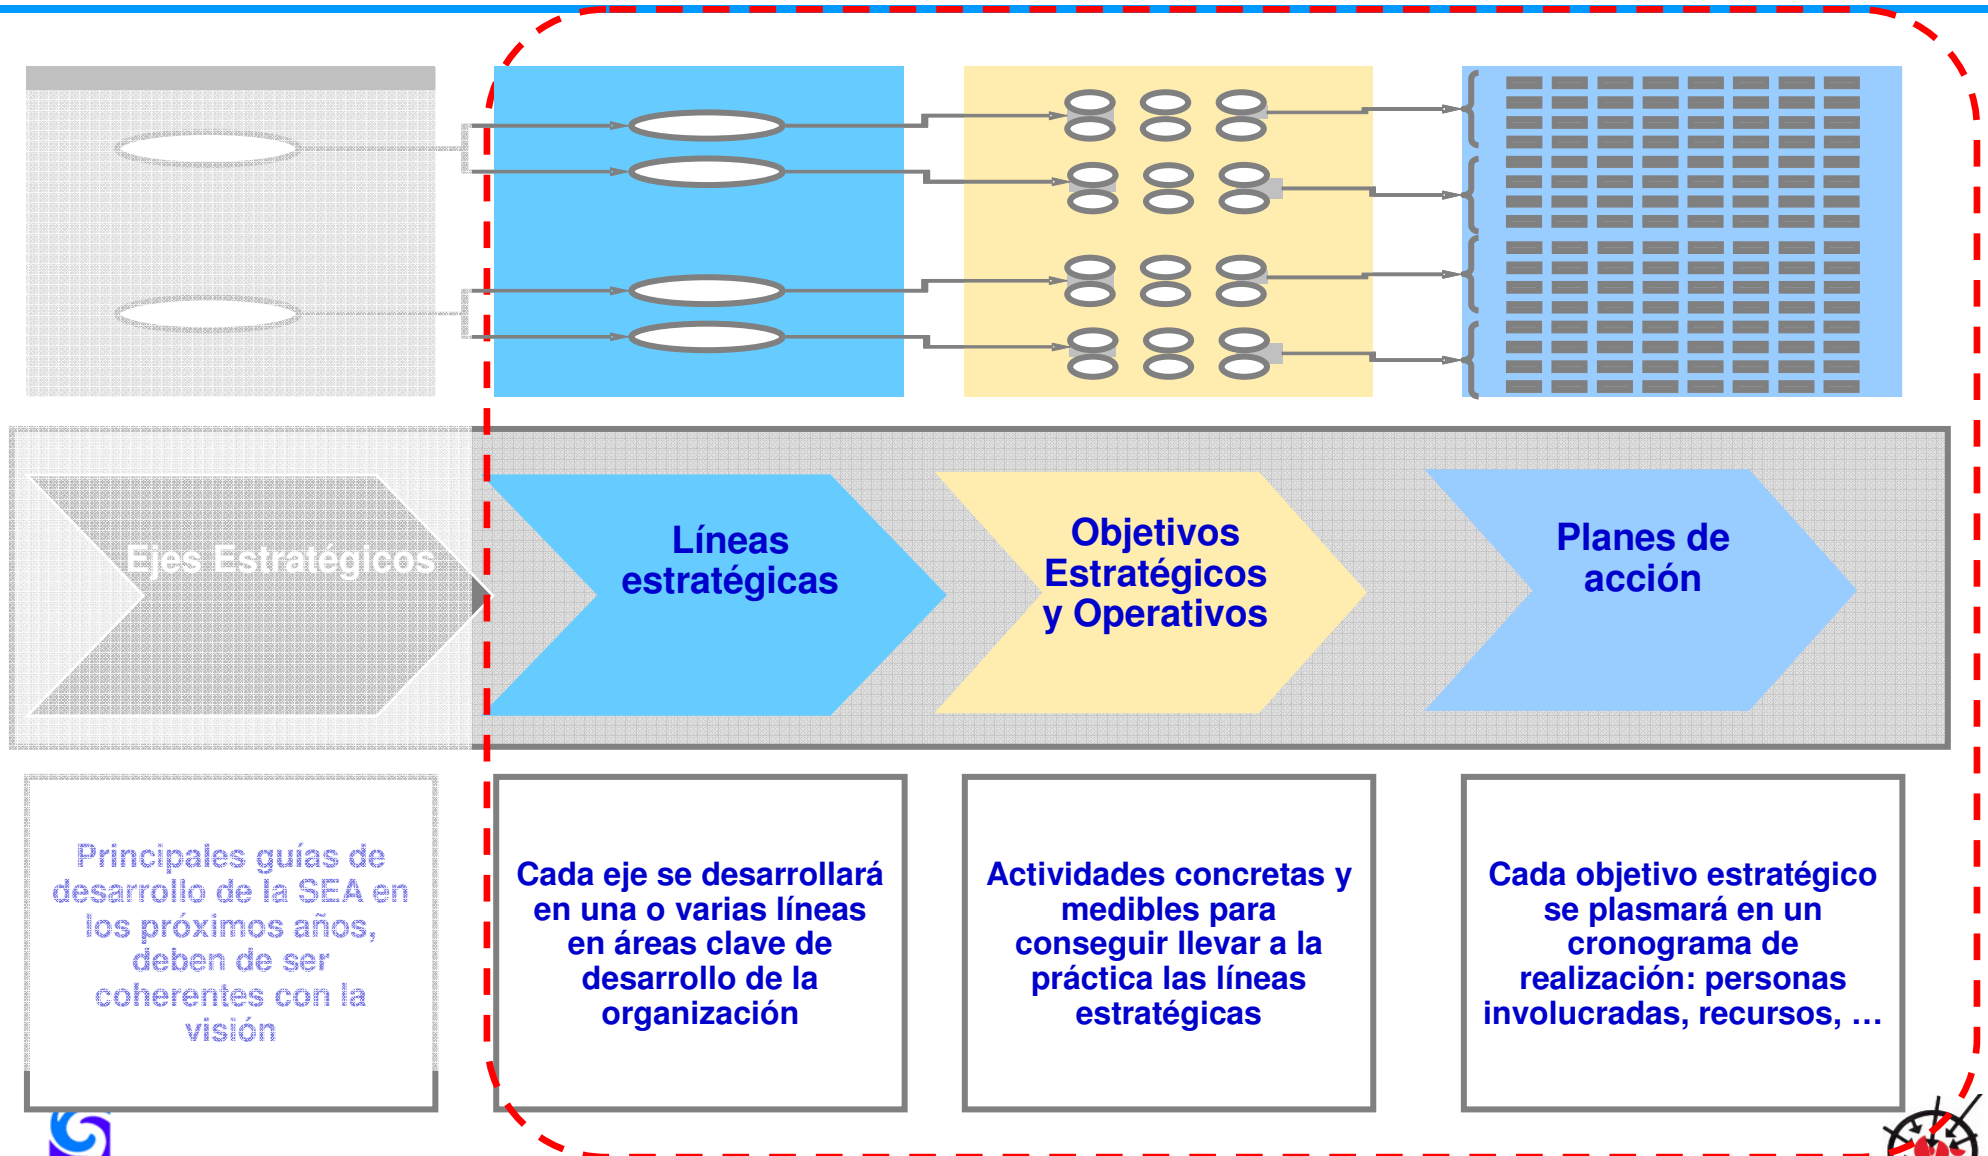 Ejes Estratégicos
Líneas
estratégicas
Objetivos
Estratégicos
y Operativos
Planes de
acción
Principales guías de
desarrollo de la SEA en
los próximos años,
deben de ser
coherentes con la
visión
Cada eje se desarrollará
en una o varias líneas
en áreas clave de
desarrollo de la
organización
Actividades concretas y
medibles para
conseguir llevar a la
práctica las líneas
estratégicas
Cada objetivo estratégico
se plasmará en un
cronograma de
realización: personas
involucradas, recursos, …